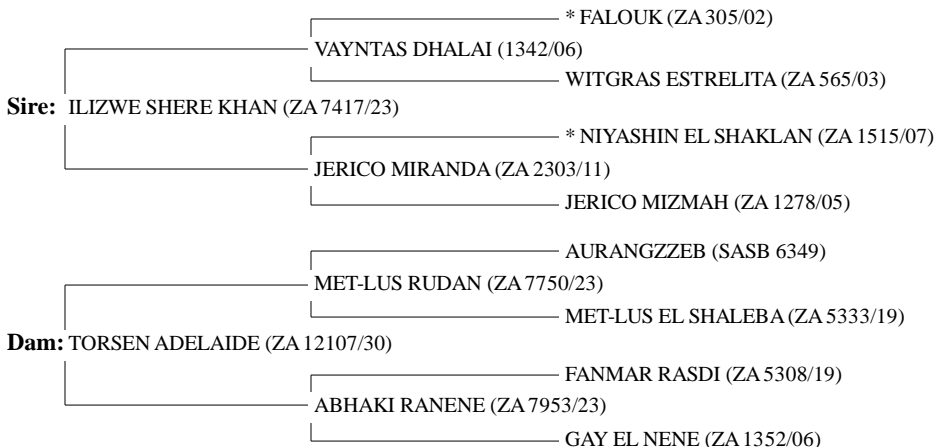 * FALOUK (ZA 305/02)
VAYNTAS DHALAI (1342/06)
WITGRAS ESTRELITA (ZA 565/03)
Sire: ILIZWE SHERE KHAN (ZA 7417/23)
* NIYASHIN EL SHAKLAN (ZA 1515/07)
JERICO MIRANDA (ZA 2303/11)
JERICO MIZMAH (ZA 1278/05)
AURANGZZEB (SASB 6349)
MET-LUS RUDAN (ZA 7750/23)
MET-LUS EL SHALEBA (ZA 5333/19)
Dam: TORSEN ADELAIDE (ZA 12107/30)
FANMAR RASDI (ZA 5308/19)
ABHAKI RANENE (ZA 7953/23)
GAY EL NENE (ZA 1352/06)